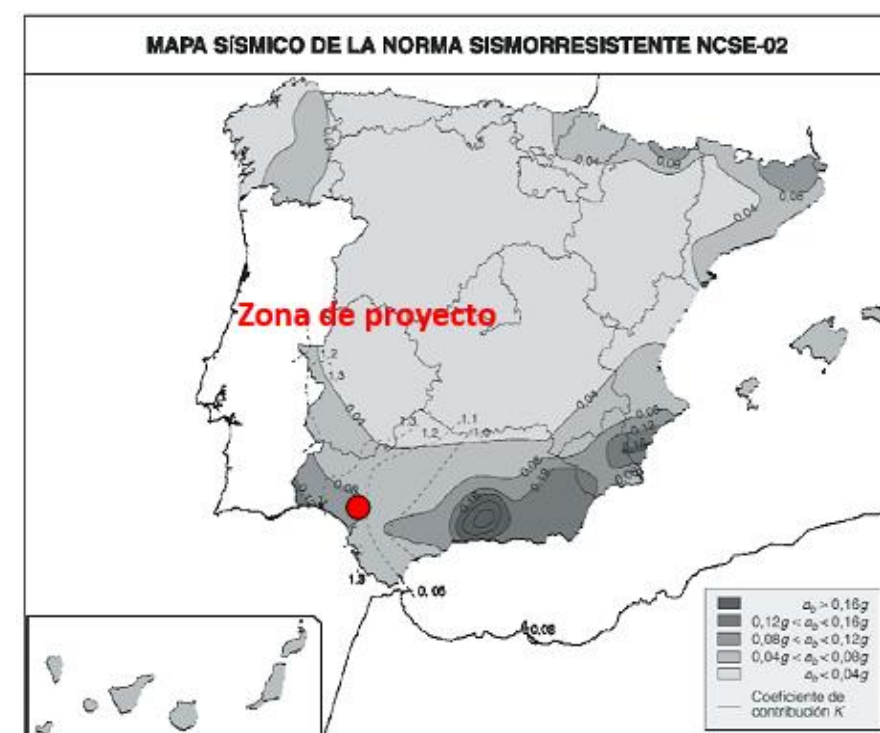 MAPA SÍSMICO DE LA NORMA SISMORRESISTENTE NCSE-02
0,04
0,08
0,04
0,08
Zona de proyecto
1.2
1.3
0,04
0,04
1.3
1.1
1.2
1.0
0,08
0,12
0,08
0,08
0,12
1.3
0,05
0,08
a_b > 0,16g
0,12g < a_b < 0,16g
0,08g < a_b < 0,12g
0,04g < a_b < 0,08g
a_b < 0,04g
Coeficiente de
contribución K